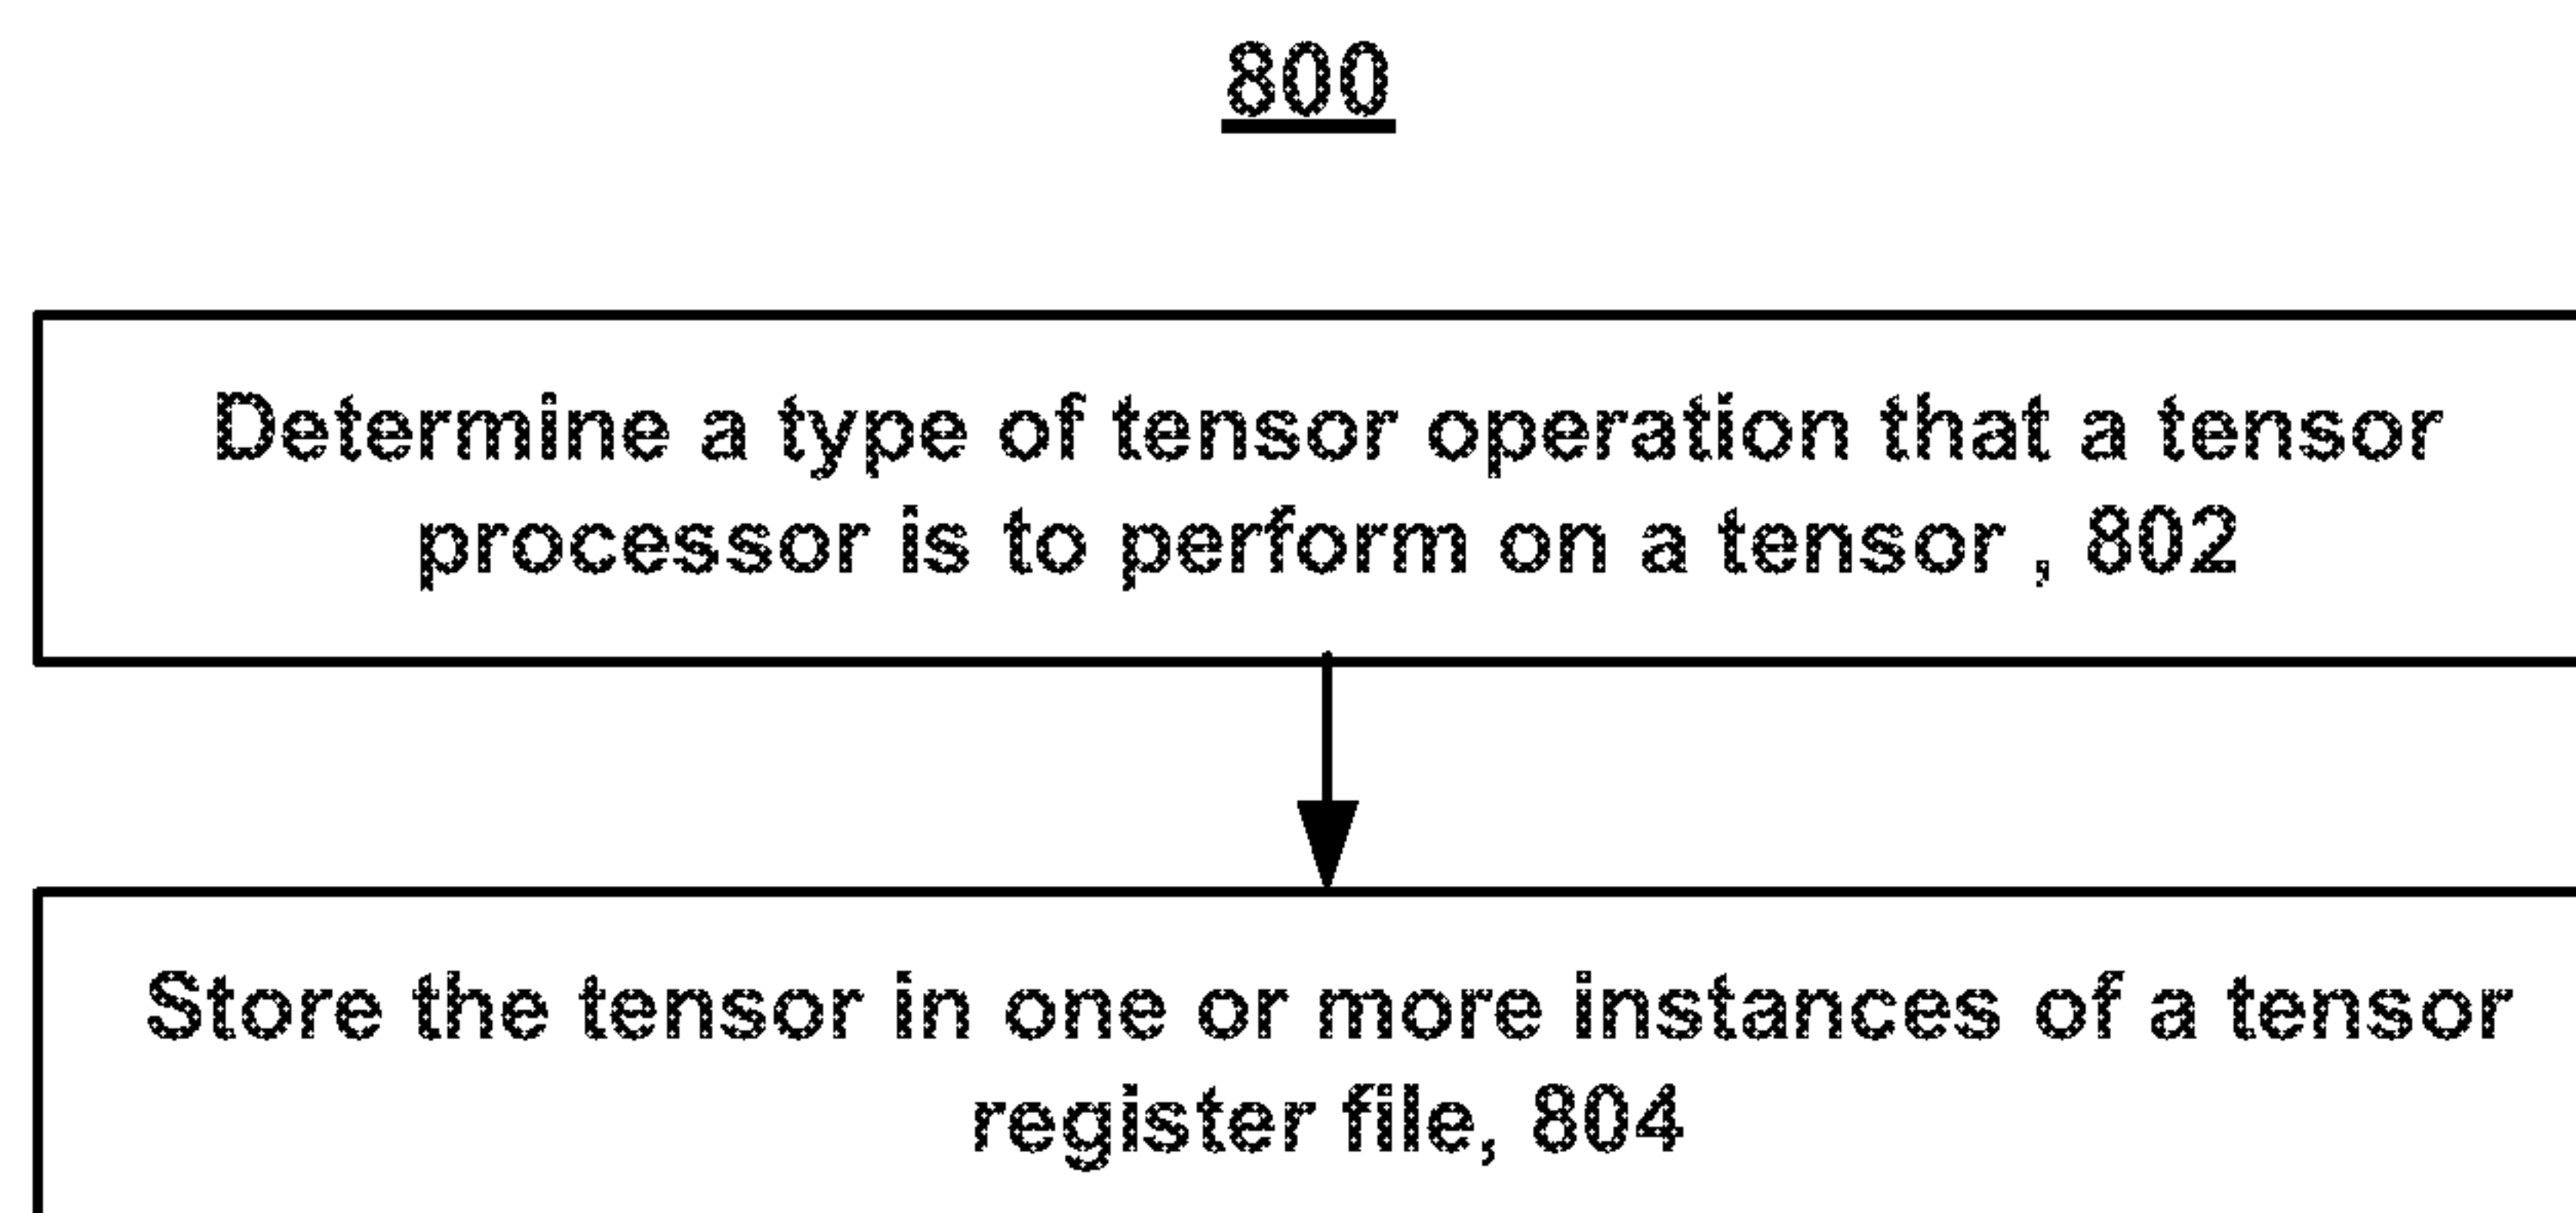 800
Determine a type of tensor operation that a tensor
processor is to perform on a tensor , 802
Store the tensor in one or more instances of a tensor
register file, 804